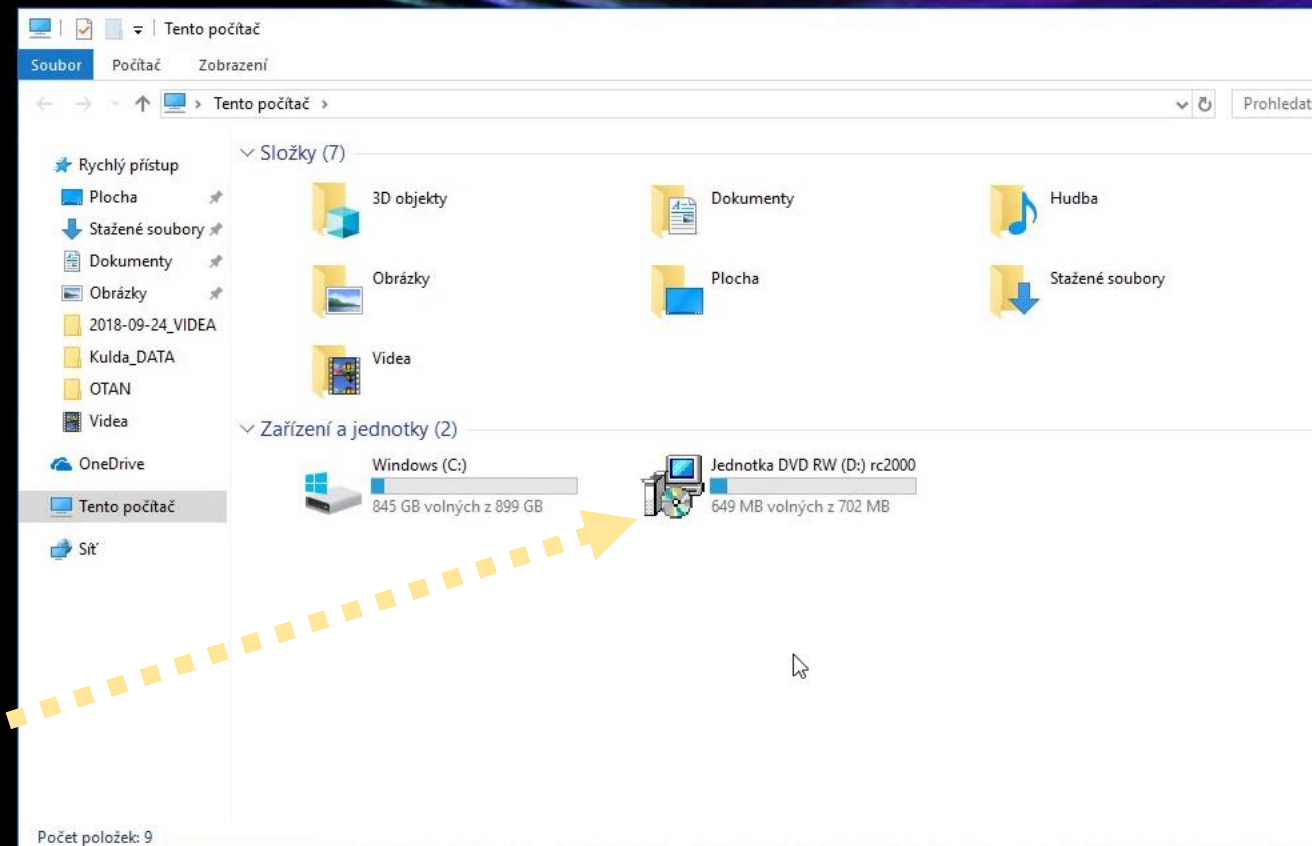 Tento počítač
Soubor Počítač Zobrazení
Tento počítač
Prohledat
Rychlý přístup
Plocha
Stažené soubory
Dokumenty
Obrázky
2018-09-24_VIDEA
Kulda_DATA
OTAN
Videa
OneDrive
Tento počítač
Síť
Složky (7)
3D objekty
Dokumenty
Hudba
Obrázky
Plocha
Stažené soubory
Videa
Zařízení a jednotky (2)
Windows (C:)
845 GB volných z 899 GB
Jednotka DVD RW (D:) rc2000
649 MB volných z 702 MB
Počet položek: 9